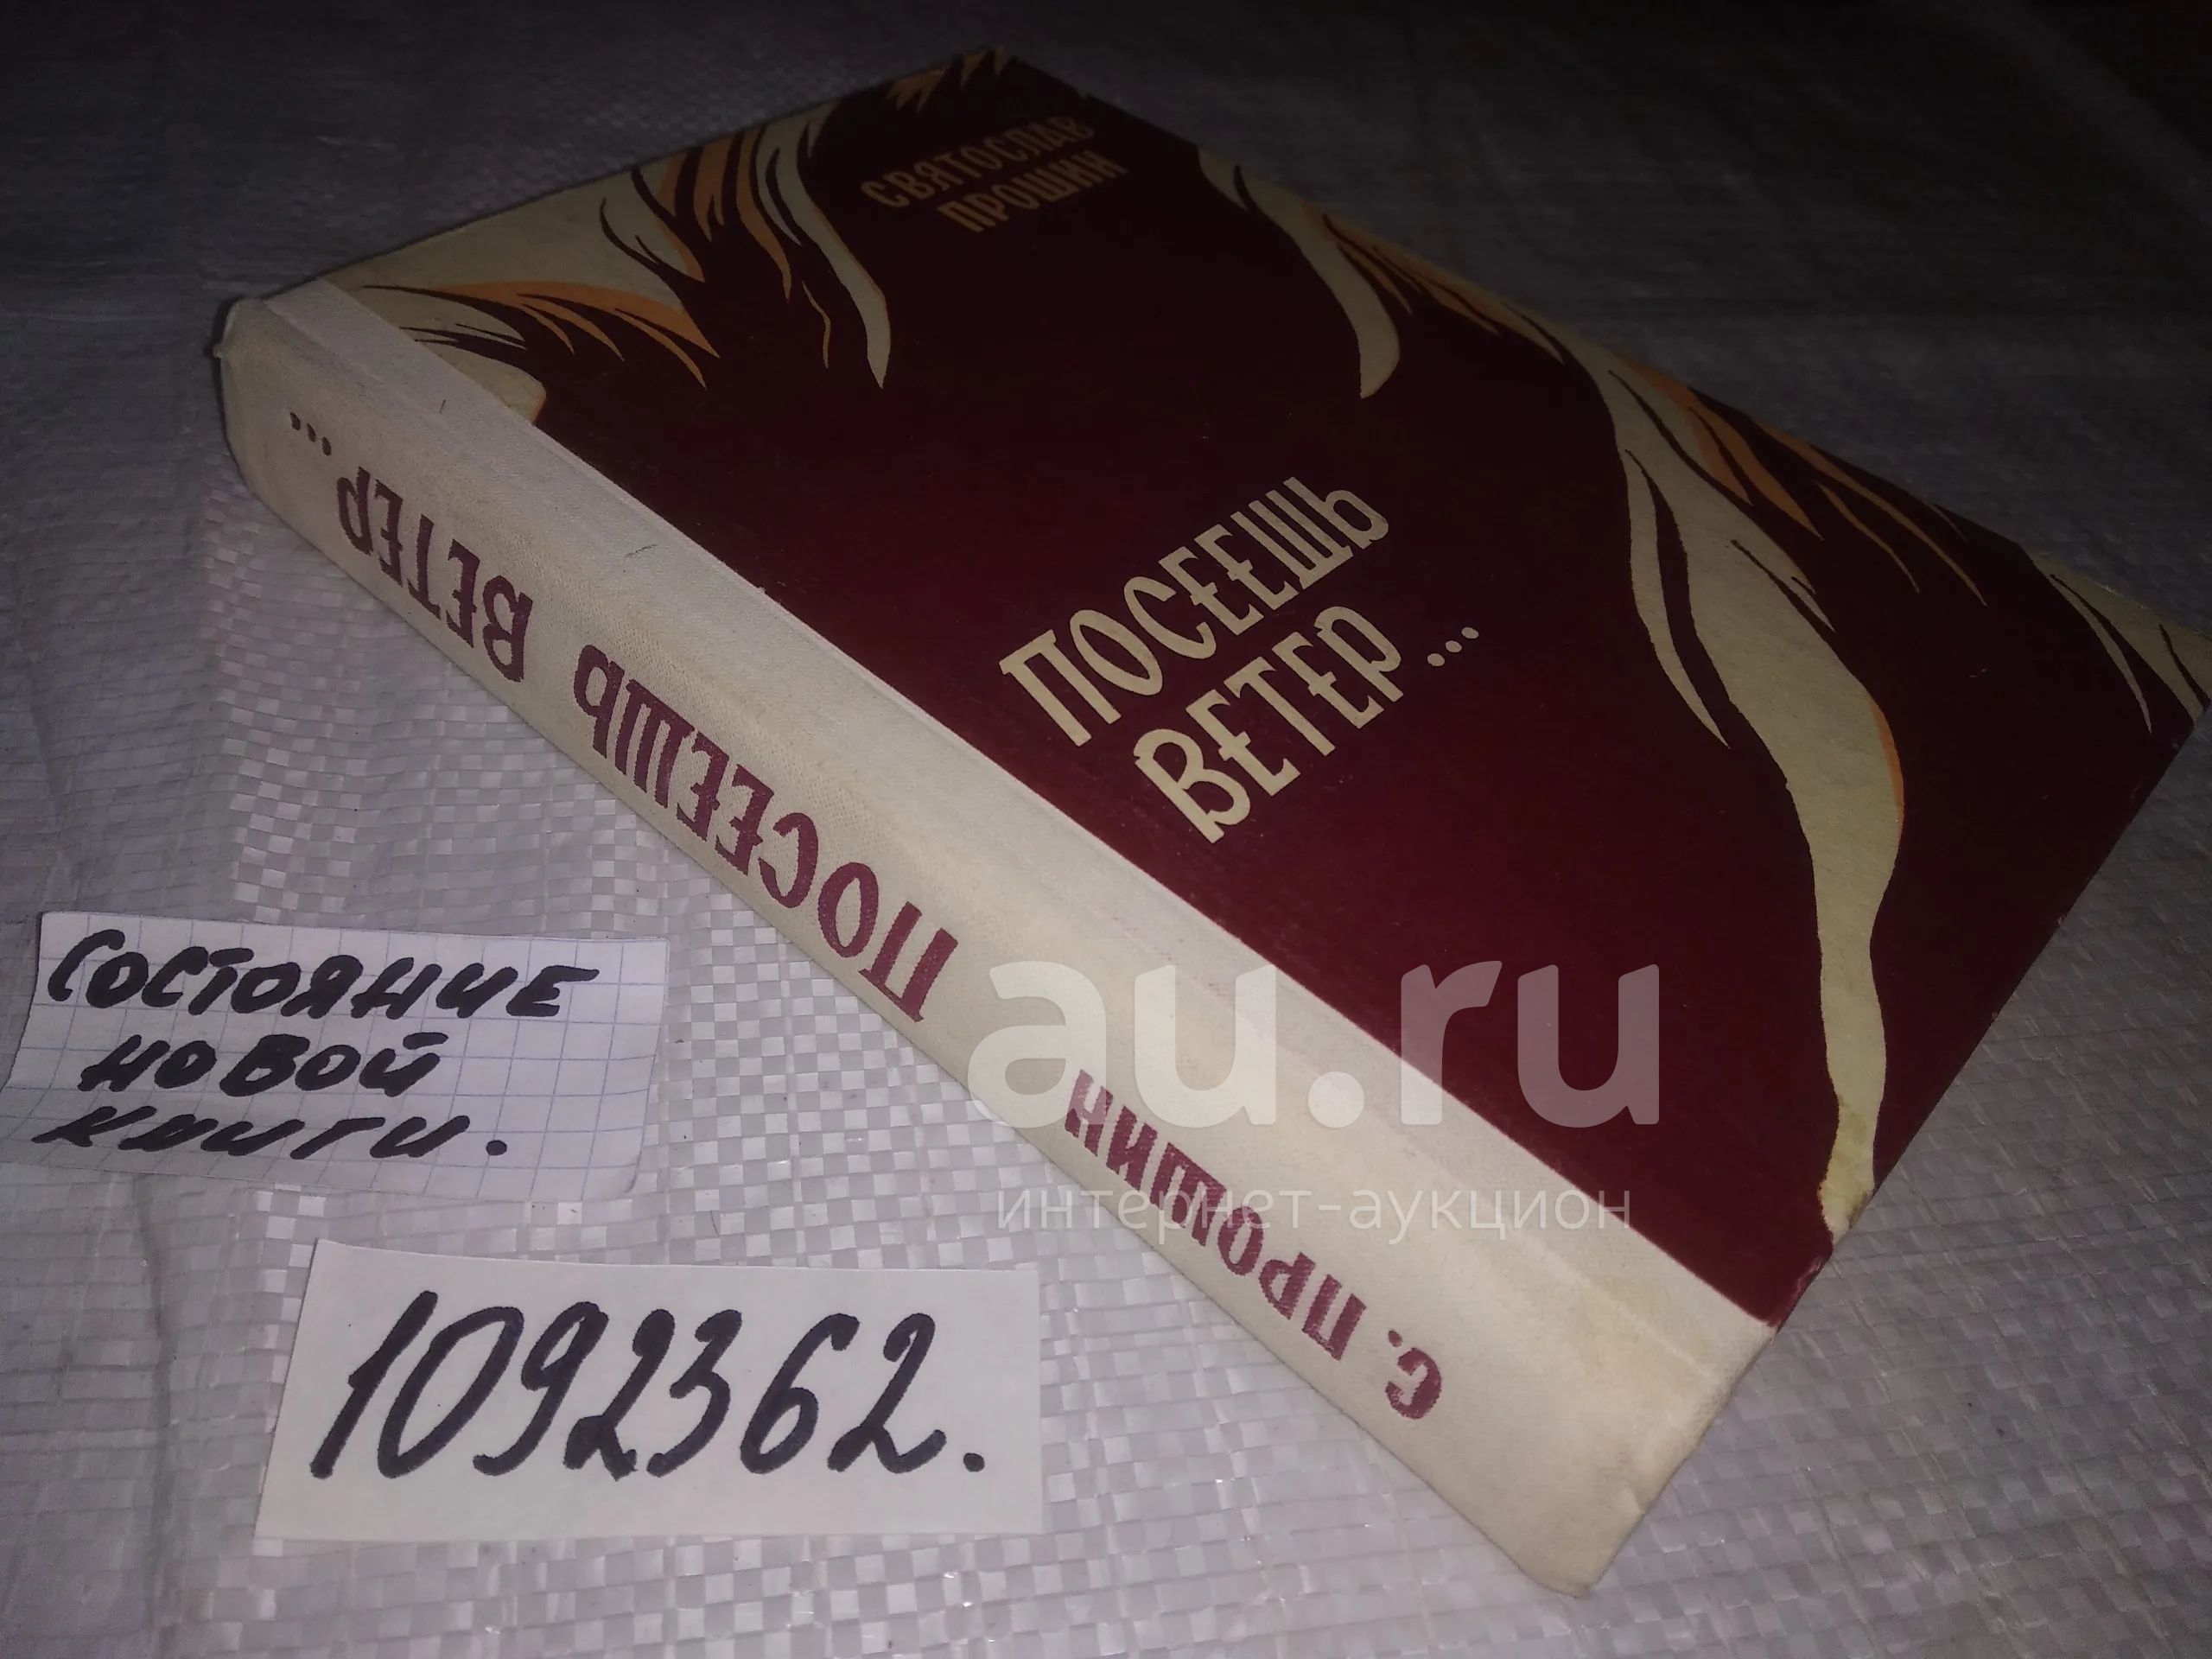 СВЯТОСЛАВ
ПРОШИН
ПОСЕЕШЬ
ВЕТЕР...
С. ПРОШИН ПОСЕЕШЬ ВЕТЕР...
СОСТОЯНИЕ
НОВОЙ
КНИГИ.
1092362.
au.ru
интернет-аукцион